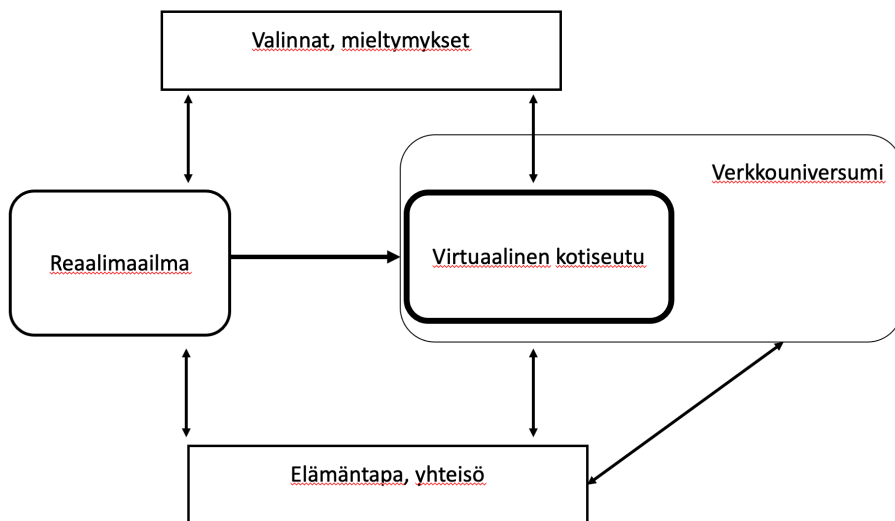 Valinnat, mieltymykset
Verkkouniversumi
Reaalimaailma
Virtuaalinen kotiseutu
Elämäntapa, yhteisö